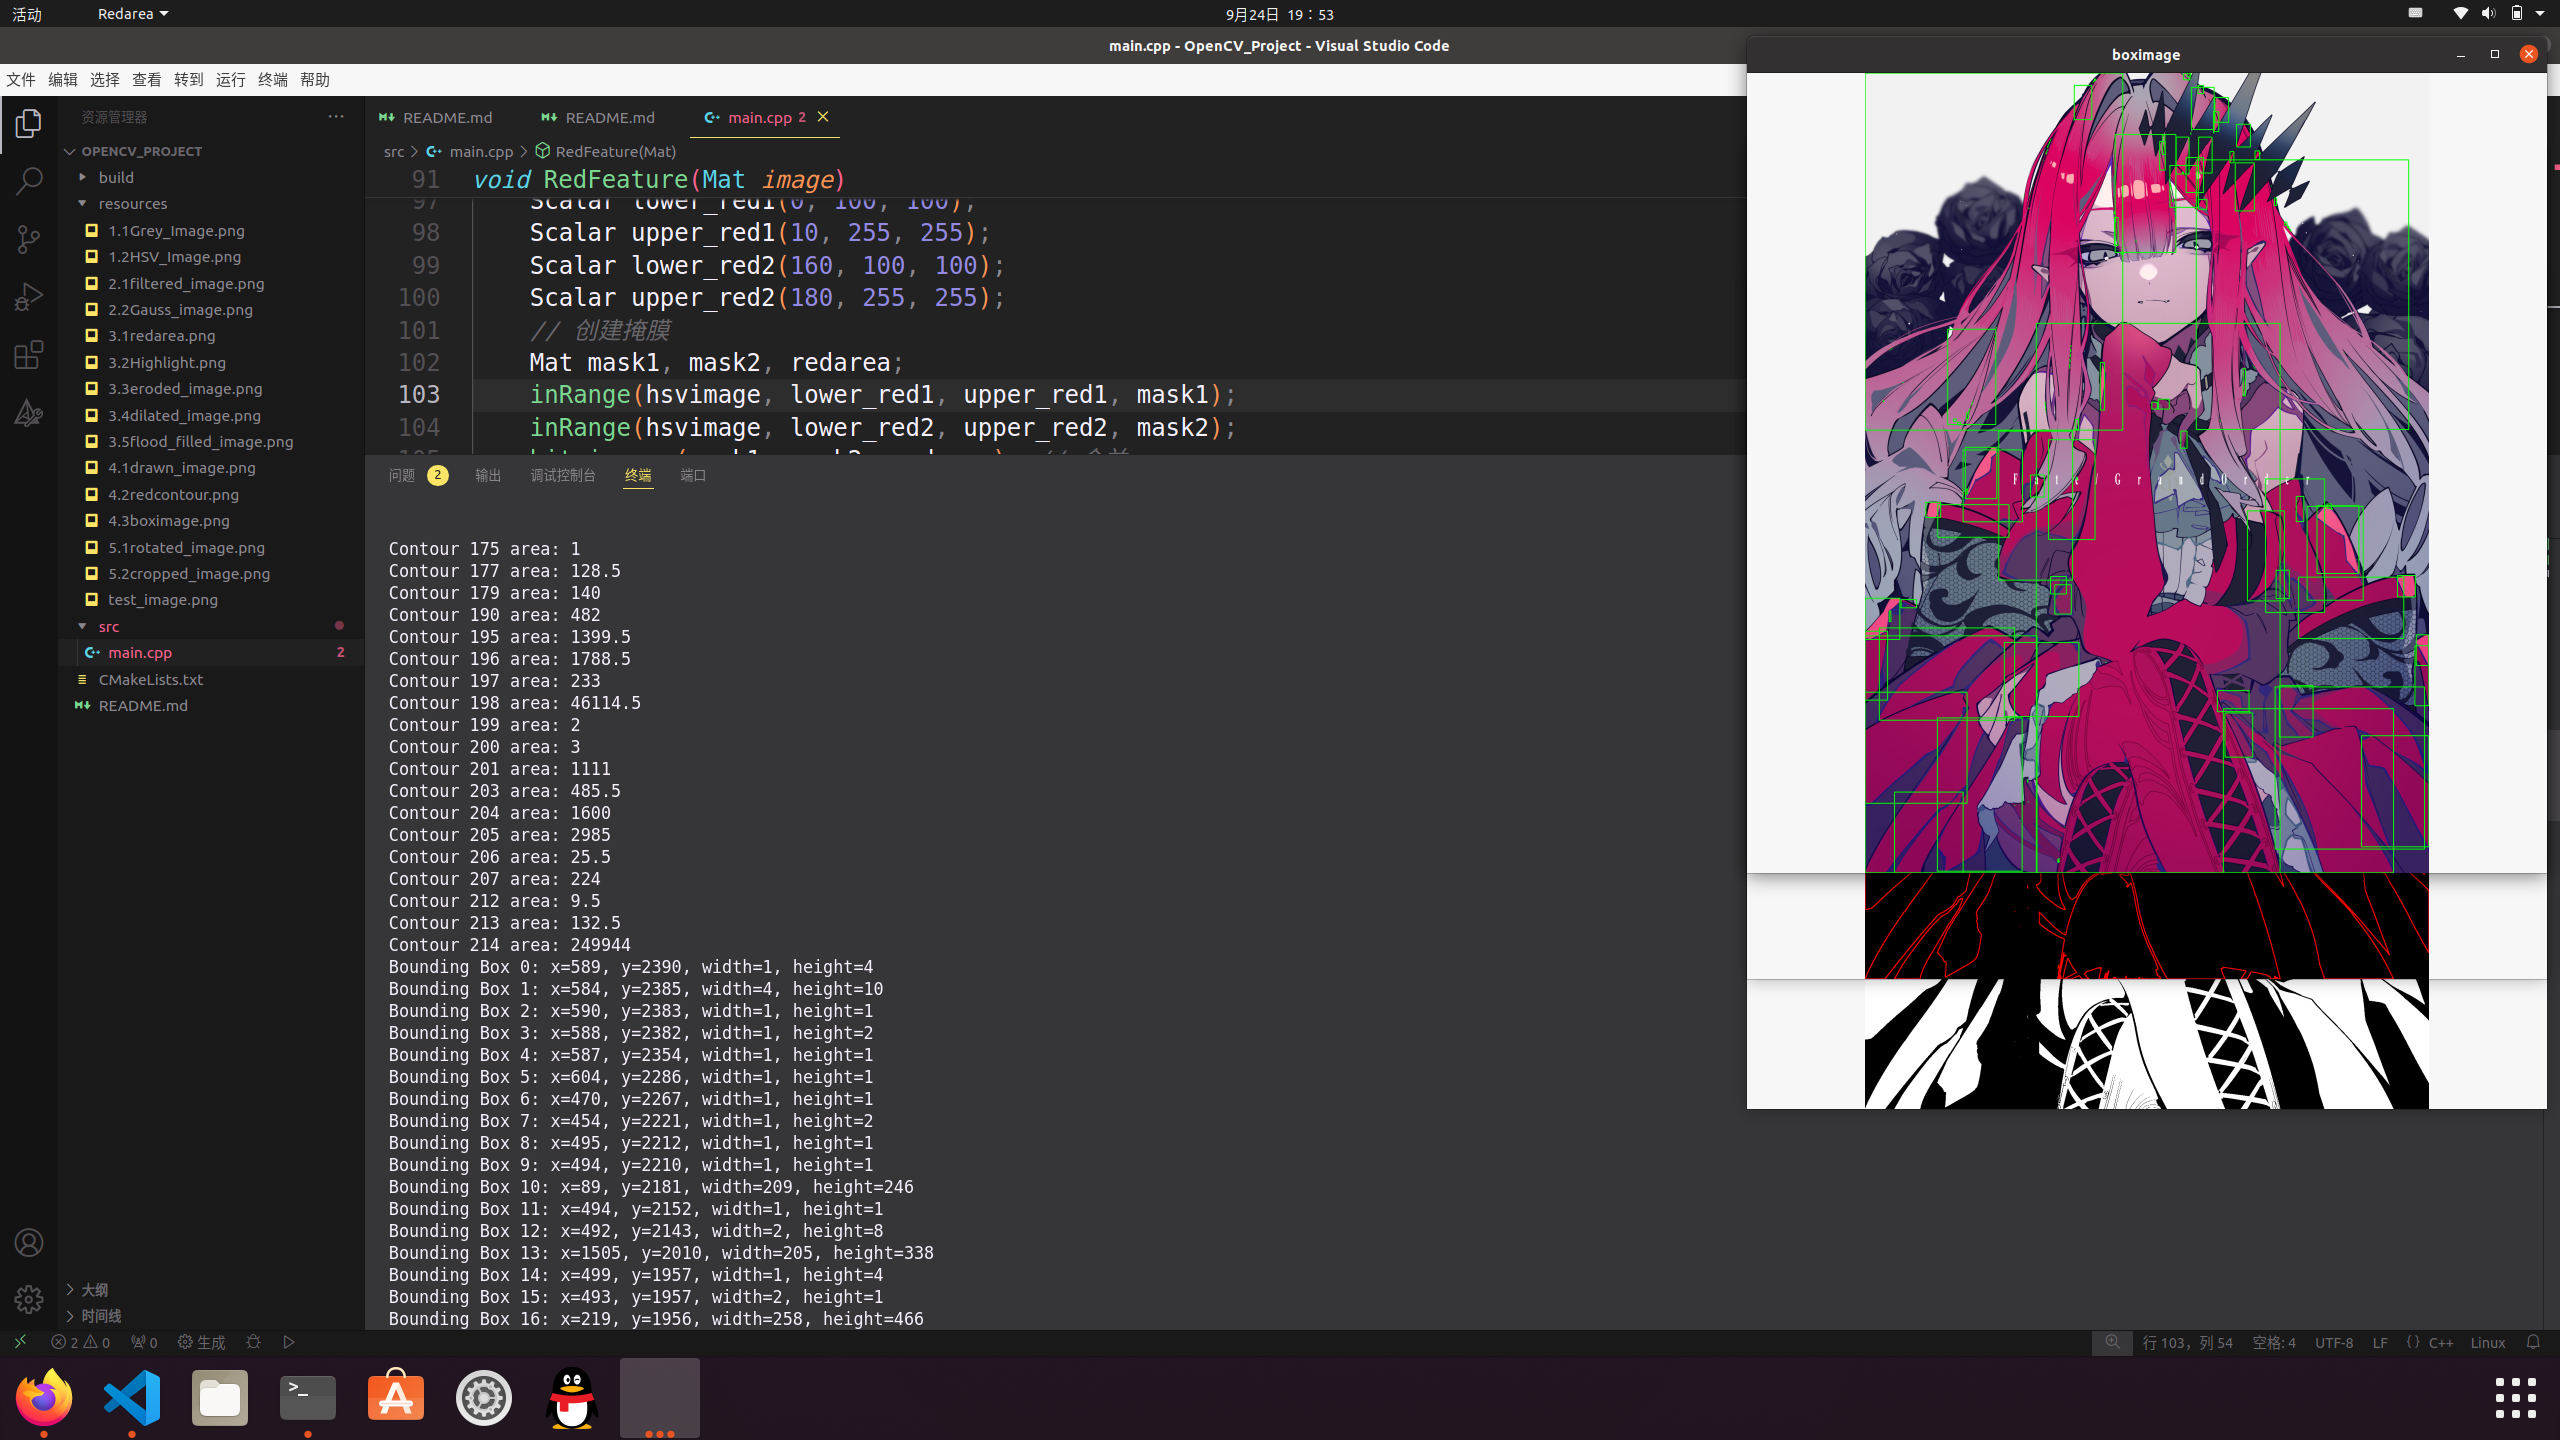 活动
Redarea
9月24日 19：53
main.cpp - OpenCV_Project - Visual Studio Code
文件 编辑 选择 查看 转到 运行 终端 帮助
资源管理器
OPENCV_PROJECT
build
resources
1.1Grey_Image.png
1.2HSV_Image.png
2.1filtered_image.png
2.2Gauss_image.png
3.1redarea.png
3.2Highlight.png
3.3eroded_image.png
3.4dilated_image.png
3.5flood_filled_image.png
4.1drawn_image.png
4.2redcontour.png
4.3boximage.png
5.1rotated_image.png
5.2cropped_image.png
test_image.png
src
main.cpp 2
CMakeLists.txt
README.md
大纲
时间线
README.md README.md main.cpp 2
src > main.cpp > RedFeature(Mat)
91 void RedFeature(Mat image)
97 Scalar lower_red1(0, 100, 100);
98 Scalar upper_red1(10, 255, 255);
99 Scalar lower_red2(160, 100, 100);
100 Scalar upper_red2(180, 255, 255);
101 // 创建掩膜
102 Mat mask1, mask2, redarea;
103 inRange(hsvimage, lower_red1, upper_red1, mask1);
104 inRange(hsvimage, lower_red2, upper_red2, mask2);
问题 2 输出 调试控制台 终端 端口
Contour 175 area: 1
Contour 177 area: 128.5
Contour 179 area: 140
Contour 190 area: 482
Contour 195 area: 1399.5
Contour 196 area: 1788.5
Contour 197 area: 233
Contour 198 area: 46114.5
Contour 199 area: 2
Contour 200 area: 3
Contour 201 area: 1111
Contour 203 area: 485.5
Contour 204 area: 1600
Contour 205 area: 2985
Contour 206 area: 25.5
Contour 207 area: 224
Contour 212 area: 9.5
Contour 213 area: 132.5
Contour 214 area: 249944
Bounding Box 0: x=589, y=2390, width=1, height=4
Bounding Box 1: x=584, y=2385, width=4, height=10
Bounding Box 2: x=590, y=2383, width=1, height=1
Bounding Box 3: x=588, y=2382, width=1, height=2
Bounding Box 4: x=587, y=2354, width=1, height=1
Bounding Box 5: x=604, y=2286, width=1, height=1
Bounding Box 6: x=470, y=2267, width=1, height=1
Bounding Box 7: x=454, y=2221, width=1, height=2
Bounding Box 8: x=495, y=2212, width=1, height=1
Bounding Box 9: x=494, y=2210, width=1, height=1
Bounding Box 10: x=89, y=2181, width=209, height=246
Bounding Box 11: x=494, y=2152, width=1, height=1
Bounding Box 12: x=492, y=2143, width=2, height=8
Bounding Box 13: x=1505, y=2010, width=205, height=338
Bounding Box 14: x=499, y=1957, width=1, height=4
Bounding Box 15: x=493, y=1957, width=2, height=1
Bounding Box 16: x=219, y=1956, width=258, height=466
boximage
Fate/GrandOrder
2 0 0 生成
行 103，列 54 空格: 4 UTF-8 LF {} C++ Linux